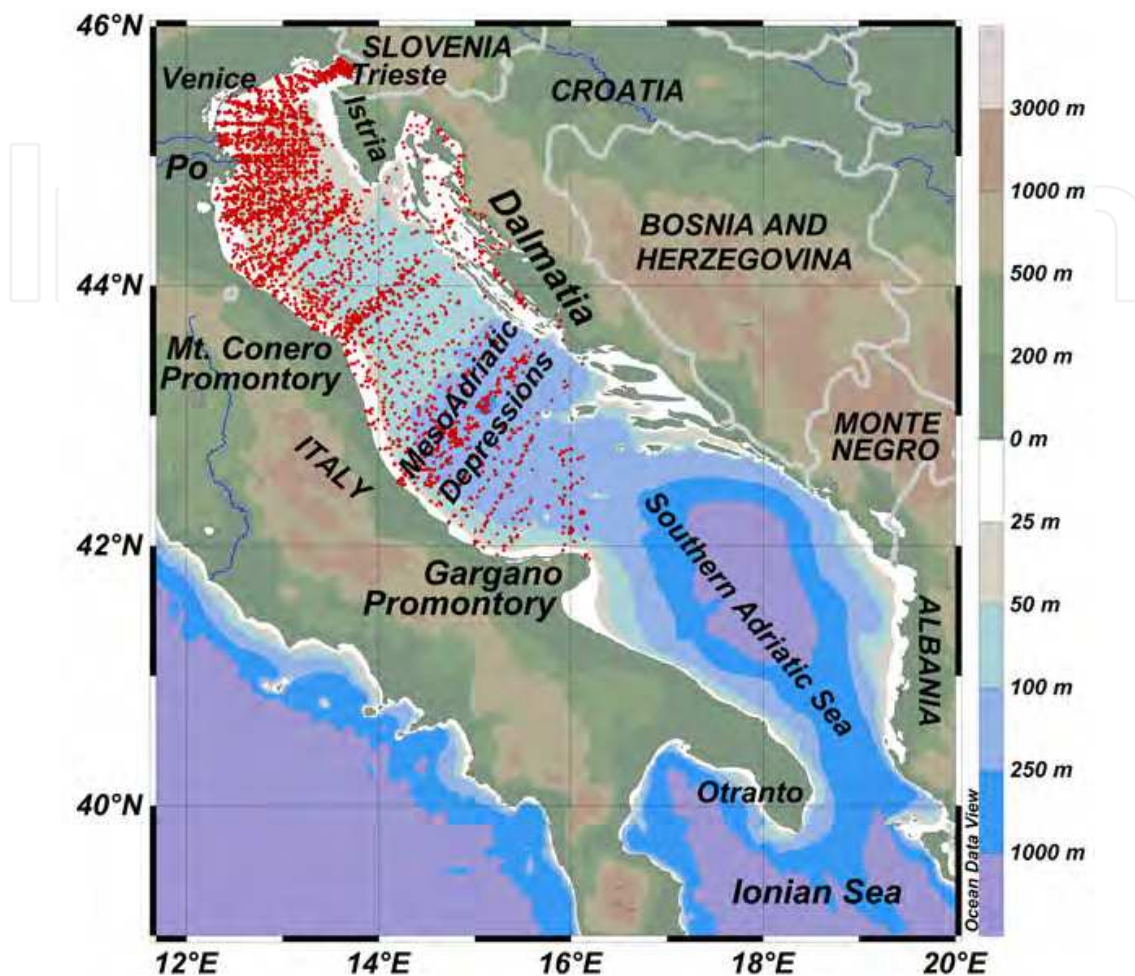 46°N
SLOVENIA
Venice
Trieste
CROATIA
Istria
3000 m
Po
1000 m
Dalmatia
BOSNIA AND
HERZEGOVINA
500 m
44°N
Mt. Conero
Promontory
200 m
MesoAdriatic
Depressions
MONTE
NEGRO
0 m
ITALY
25 m
42°N
Gargano
Promontory
Southern Adriatic Sea
50 m
ALBANIA
100 m
250 m
40°N
Otranto
Ocean Data View
1000 m
Ionian Sea
12°E
14°E
16°E
18°E
20°E